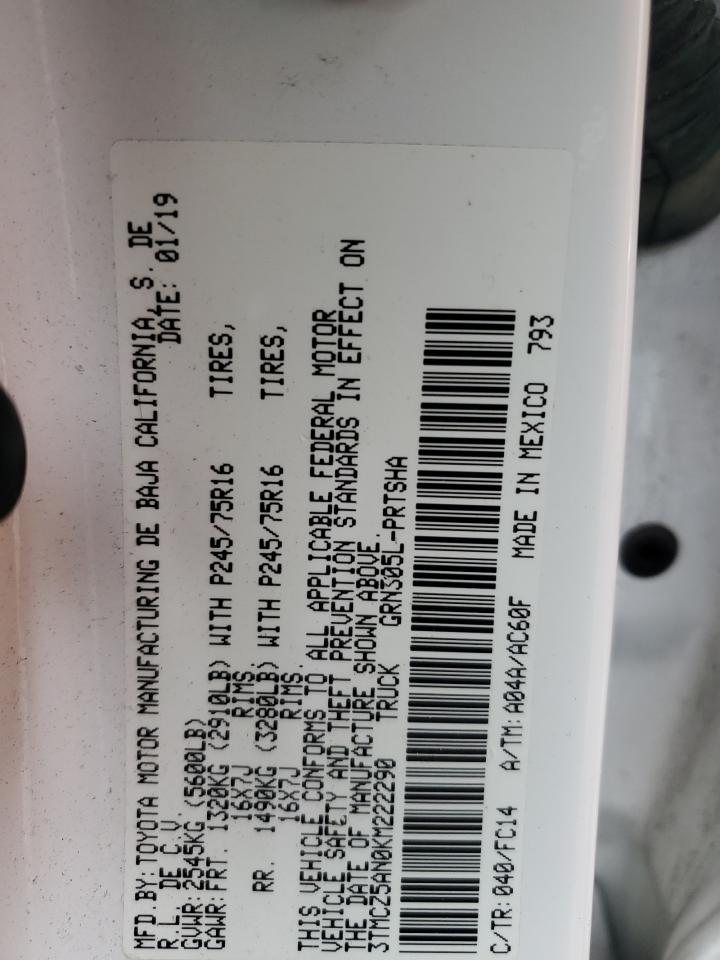 MFD.BY:TOYOTA MOTOR MANUFACTURING DE BAJA CALIFORNIA, S. DE
R.L. DE C.V. DATE: 01/19
GVWR:2545KG (5600LB)
GAWR:FRT. 1320KG (2910LB) WITH P245/75R16 TIRES,
16X7J RIMS.
RR. 1490KG (3280LB) WITH P245/75R16 TIRES,
16X7J RIMS.
THIS VEHICLE CONFORMS TO ALL APPLICABLE FEDERAL MOTOR
VEHICLE SAFETY AND THEFT PREVENTION STANDARDS IN EFFECT ON
THE DATE OF MANUFACTURE SHOWN ABOVE.
3TMCZ5AN0KM222290 TRUCK GRN305L-PRTSHA
C/TR:040/FC14 A/TM:A04A/AC60F MADE IN MEXICO 793